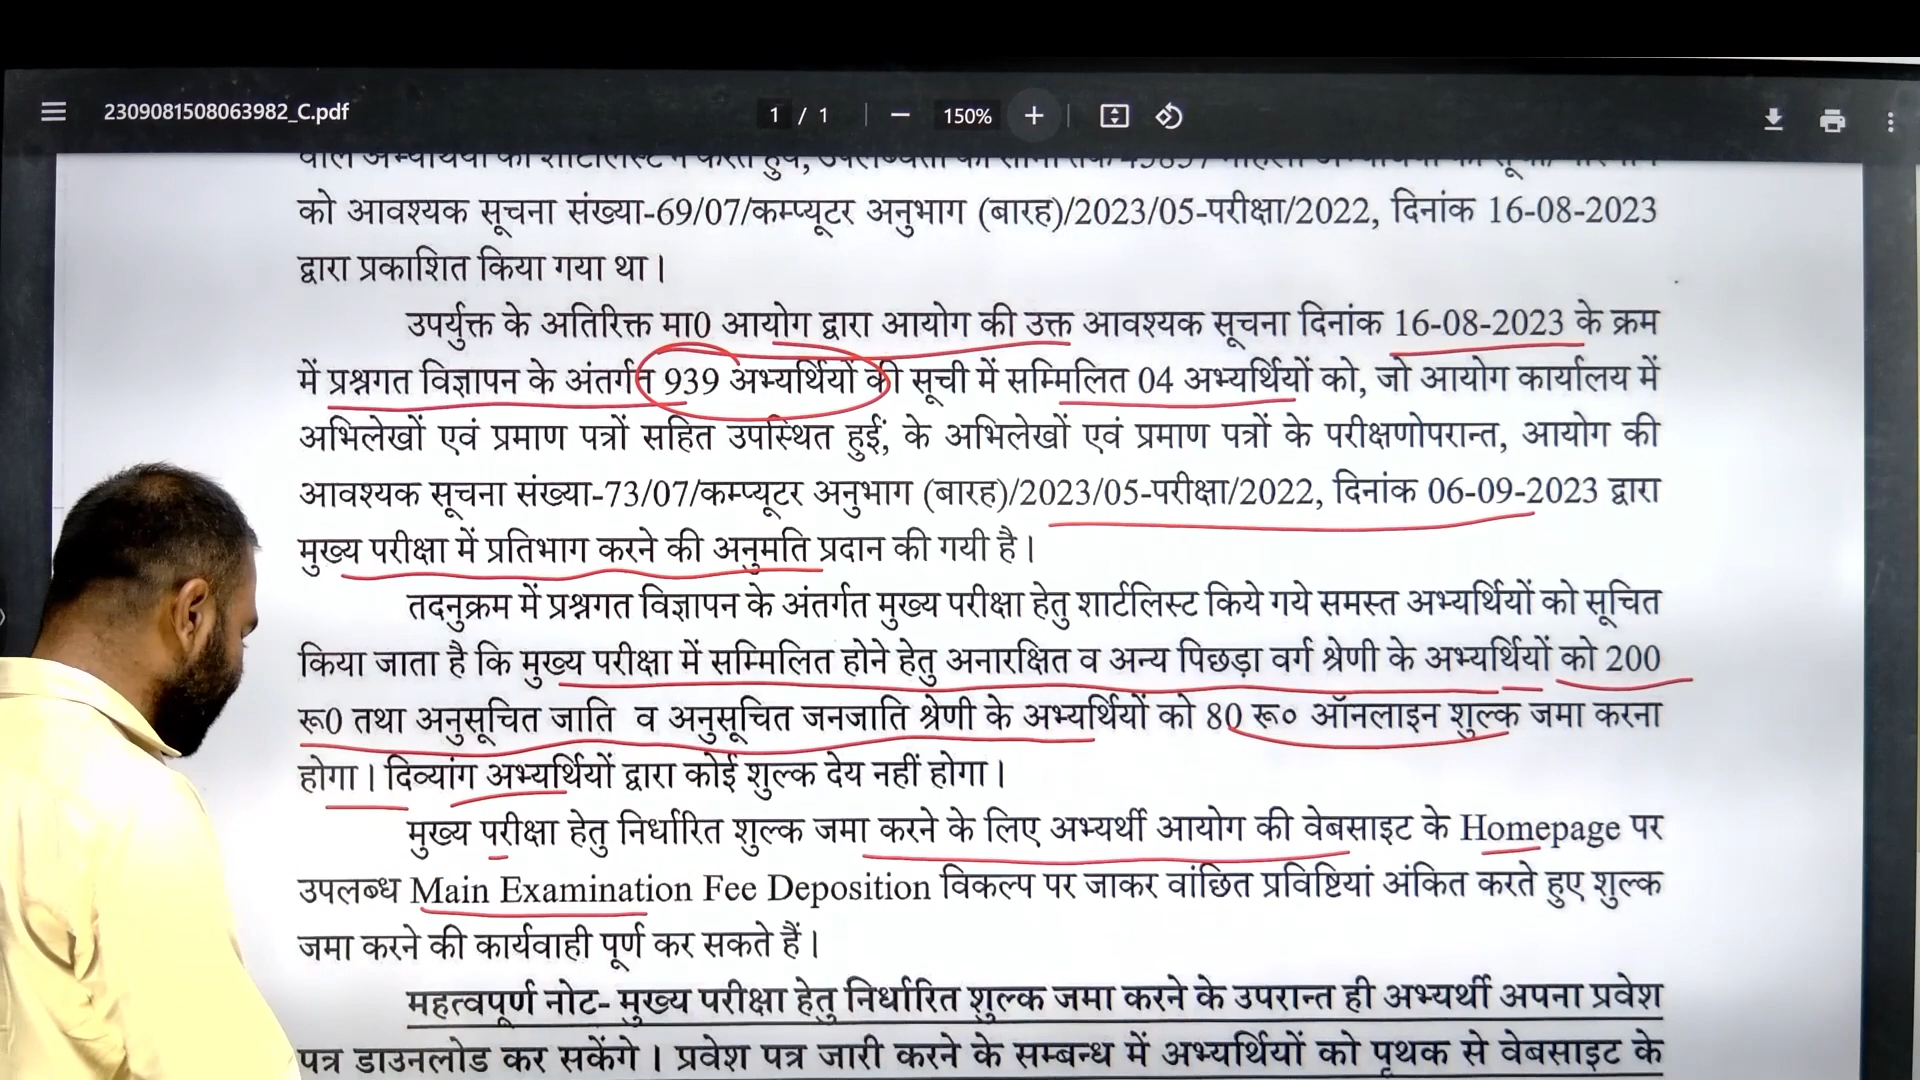 2309081508063982_C.pdf
1 / 1
150%
को आवश्यक सूचना संख्या-69/07/कम्प्यूटर अनुभाग (बारह)/2023/05-परीक्षा/2022, दिनांक 16-08-2023
द्वारा प्रकाशित किया गया था।
उपर्युक्त के अतिरिक्त मा0 आयोग द्वारा आयोग की उक्त आवश्यक सूचना दिनांक 16-08-2023 के क्रम
में प्रश्नगत विज्ञापन के अंतर्गत 939 अभ्यर्थियों की सूची में सम्मिलित 04 अभ्यर्थियों को, जो आयोग कार्यालय में
अभिलेखों एवं प्रमाण पत्रों सहित उपस्थित हुईं, के अभिलेखों एवं प्रमाण पत्रों के परीक्षणोपरान्त, आयोग की
आवश्यक सूचना संख्या-73/07/कम्प्यूटर अनुभाग (बारह)/2023/05-परीक्षा/2022, दिनांक 06-09-2023 द्वारा
मुख्य परीक्षा में प्रतिभाग करने की अनुमति प्रदान की गयी है।
तदनुक्रम में प्रश्नगत विज्ञापन के अंतर्गत मुख्य परीक्षा हेतु शार्टलिस्ट किये गये समस्त अभ्यर्थियों को सूचित
किया जाता है कि मुख्य परीक्षा में सम्मिलित होने हेतु अनारक्षित व अन्य पिछड़ा वर्ग श्रेणी के अभ्यर्थियों को 200
रू0 तथा अनुसूचित जाति व अनुसूचित जनजाति श्रेणी के अभ्यर्थियों को 80 रू० ऑनलाइन शुल्क जमा करना
होगा। दिव्यांग अभ्यर्थियों द्वारा कोई शुल्क देय नहीं होगा।
मुख्य परीक्षा हेतु निर्धारित शुल्क जमा करने के लिए अभ्यर्थी आयोग की वेबसाइट के Homepage पर
उपलब्ध Main Examination Fee Deposition विकल्प पर जाकर वांछित प्रविष्टियां अंकित करते हुए शुल्क
जमा करने की कार्यवाही पूर्ण कर सकते हैं।
महत्वपूर्ण नोट- मुख्य परीक्षा हेतु निर्धारित शुल्क जमा करने के उपरान्त ही अभ्यर्थी अपना प्रवेश
पत्र डाउनलोड कर सकेंगे। प्रवेश पत्र जारी करने के सम्बन्ध में अभ्यर्थियों को पृथक से वेबसाइट के